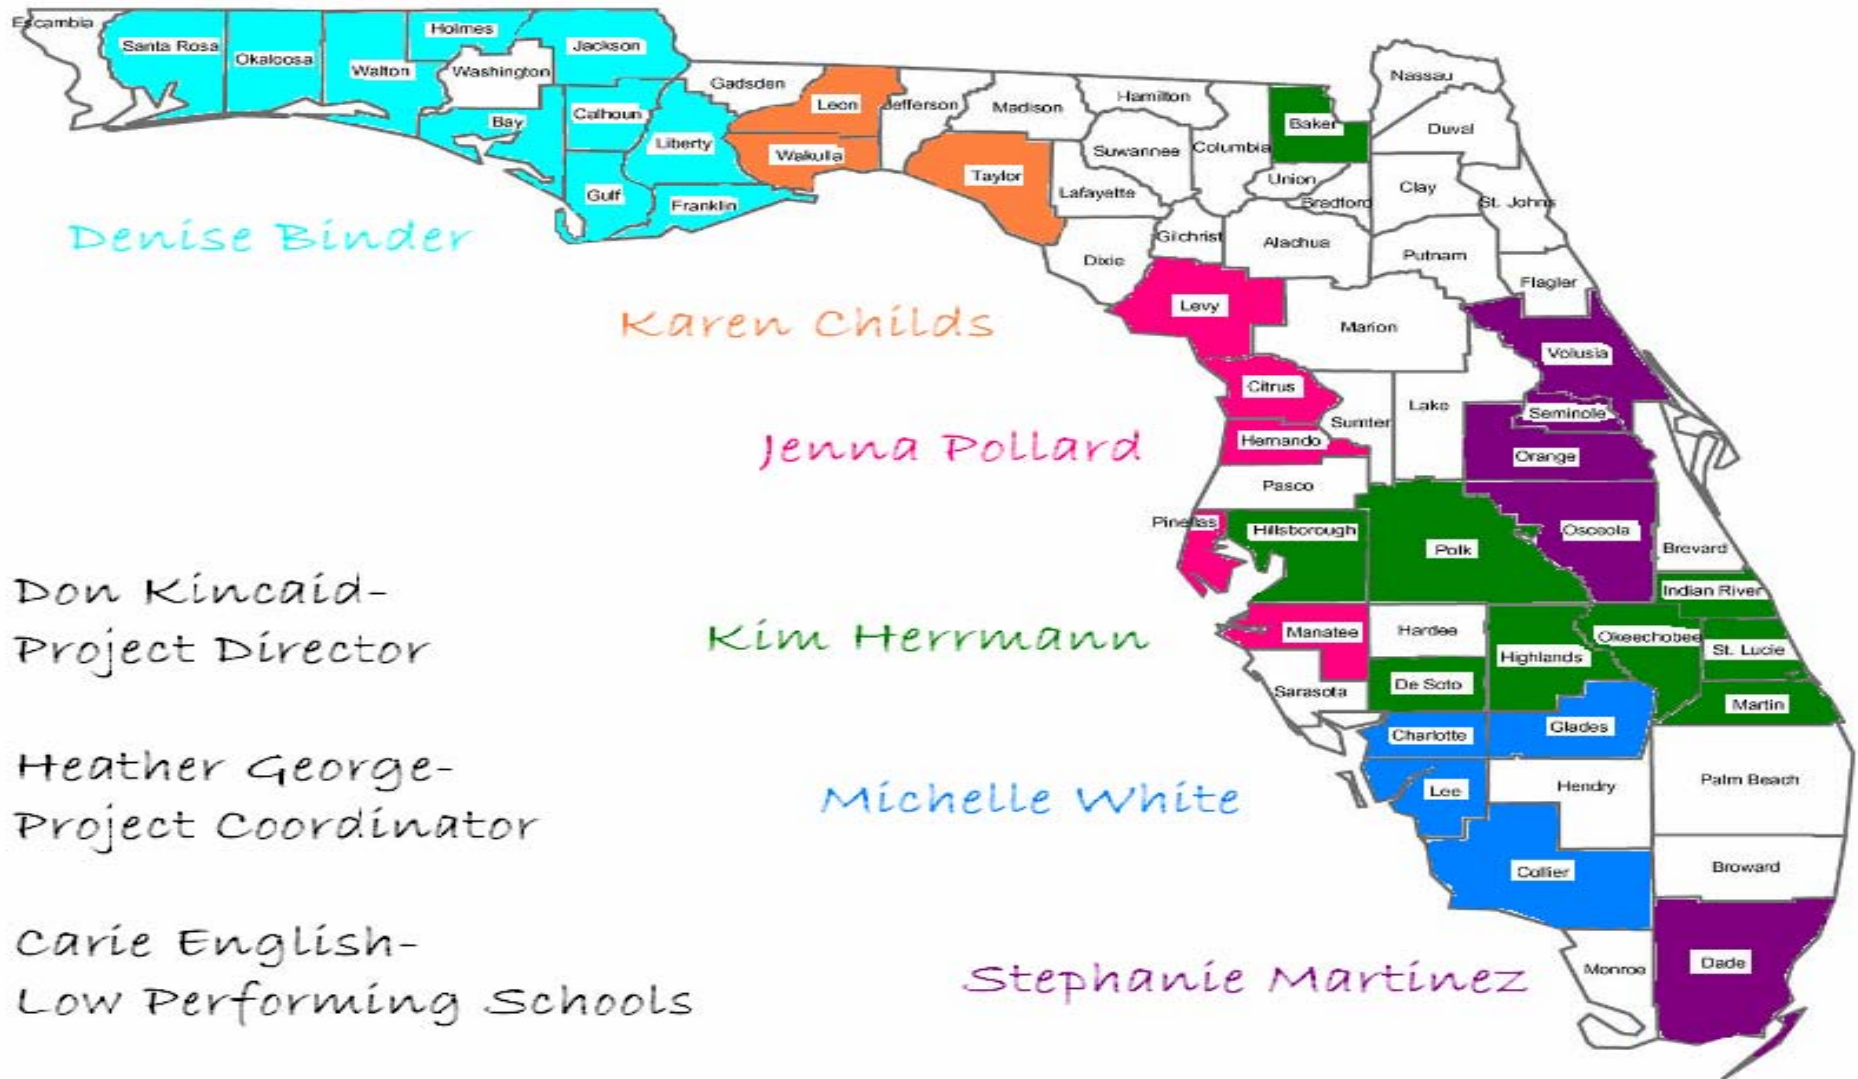 Escambia
Santa Rosa
Okaloosa
Walton
Holmes
Washington
Jackson
Bay
Calhoun
Gulf
Liberty
Franklin
Gadsden
Leon
Wakulla
Jefferson
Madison
Taylor
Hamilton
Suwannee
Lafayette
Columbia
Baker
Nassau
Duval
Union
Bradford
Clay
St. Johns
Dixie
Gilchrist
Alachua
Putnam
Flagler
Levy
Marion
Volusia
Citrus
Sumter
Lake
Seminole
Hernando
Orange
Pasco
Pinellas
Hillsborough
Polk
Osceola
Brevard
Indian River
Manatee
Hardee
Highlands
Okeechobee
St. Lucie
Sarasota
De Soto
Martin
Charlotte
Glades
Lee
Hendry
Palm Beach
Collier
Broward
Monroe
Dade
Denise Binder
Karen Childs
Jenna Pollard
Kim Herrmann
Michelle White
Stephanie Martinez
Don Kincaid-
Project Director
Heather George-
Project Coordinator
Carie English-
Low Performing Schools